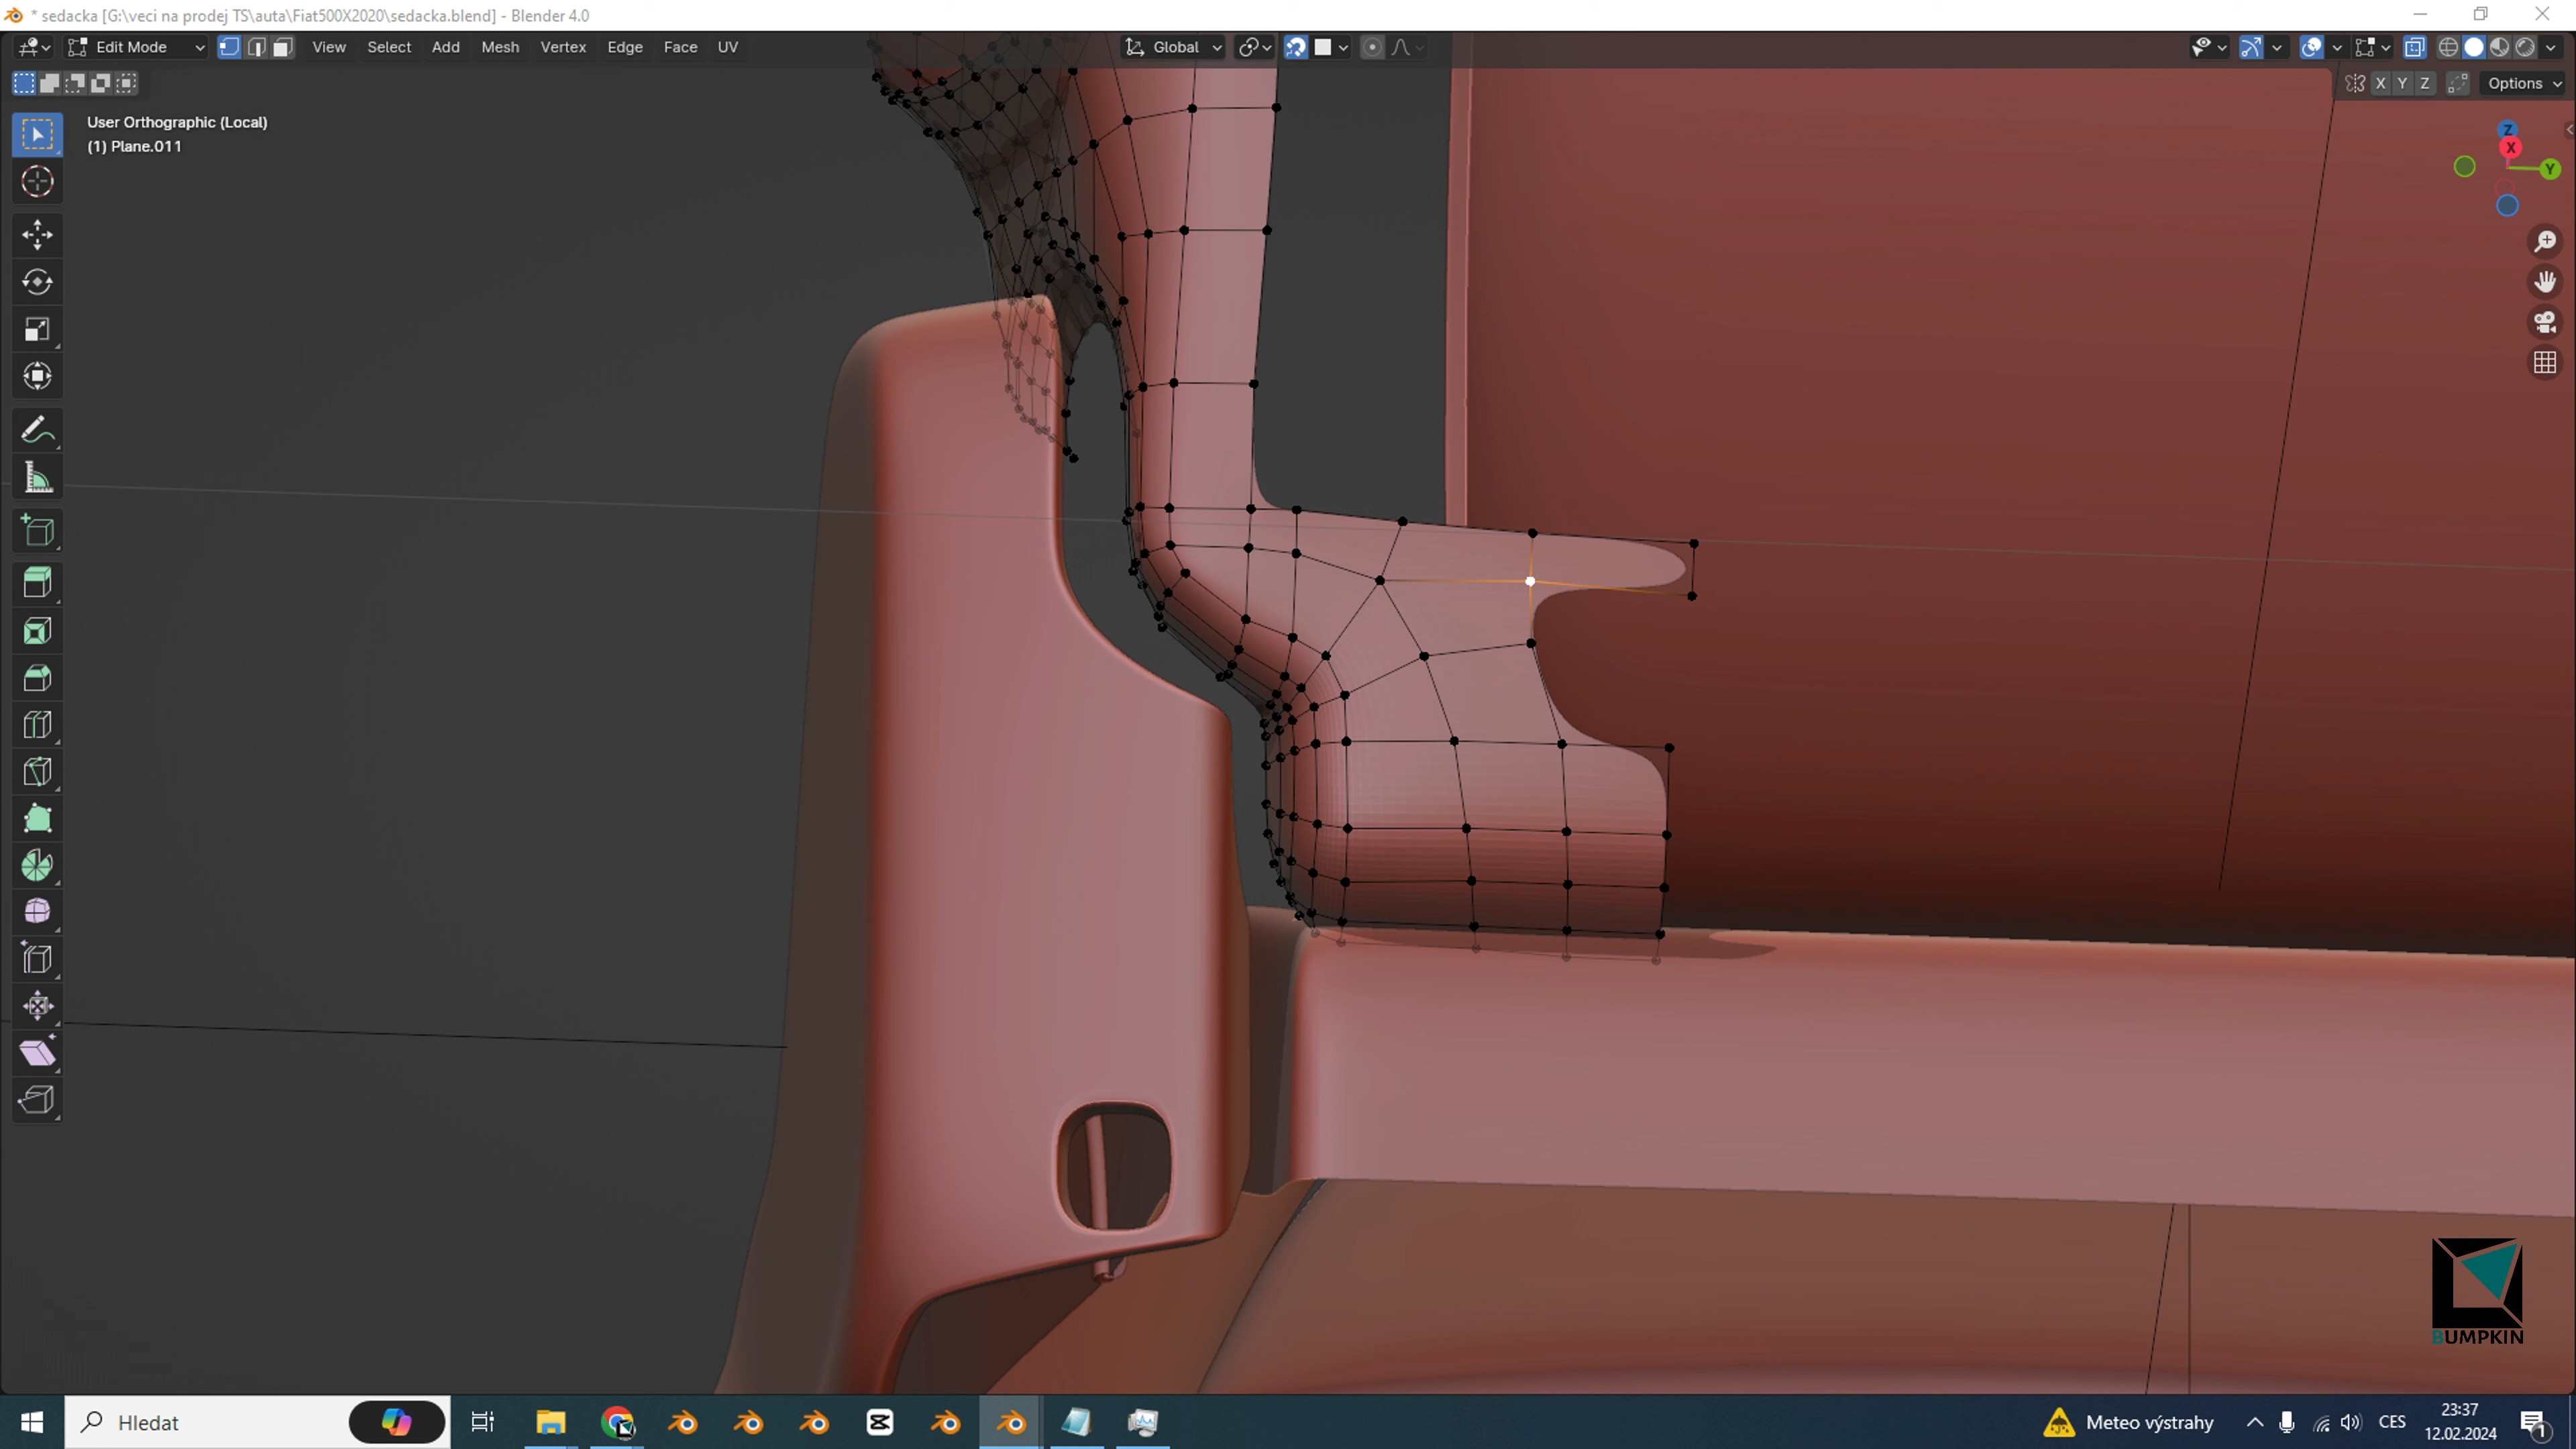 * sedacka [G:\veci na prodej TS\auta\Fiat500X2020\sedacka.blend] - Blender 4.0
Edit Mode View Select Add Mesh Vertex Edge Face UV Global
X Y Z Options
User Orthographic (Local)
(1) Plane.011
Z
X
Y
BUMPKIN
Hledat Meteo výstrahy CES 23:37
12.02.2024
1